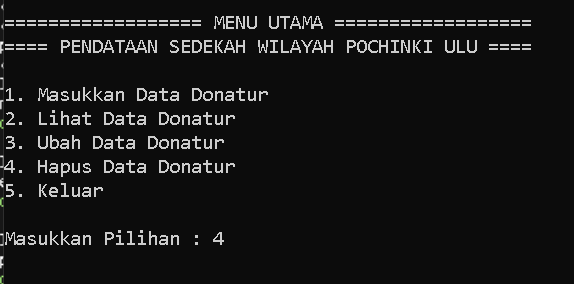 ================== MENU UTAMA ==================
==== PENDATAAN SEDEKAH WILAYAH POCHINKI ULU ====
1. Masukkan Data Donatur
2. Lihat Data Donatur
3. Ubah Data Donatur
4. Hapus Data Donatur
5. Keluar
Masukkan Pilihan : 4